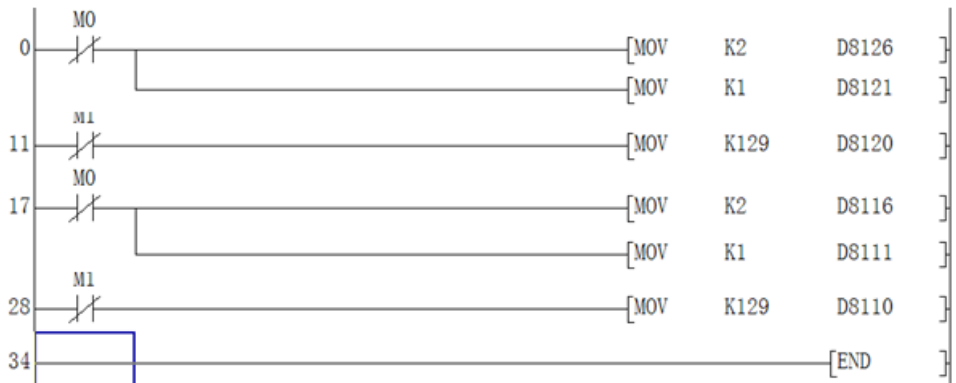 M0
0 [MOV K2 D8126 ]
[MOV K1 D8121 ]
M1
11 [MOV K129 D8120 ]
M0
17 [MOV K2 D8116 ]
[MOV K1 D8111 ]
M1
28 [MOV K129 D8110 ]
34 [END ]